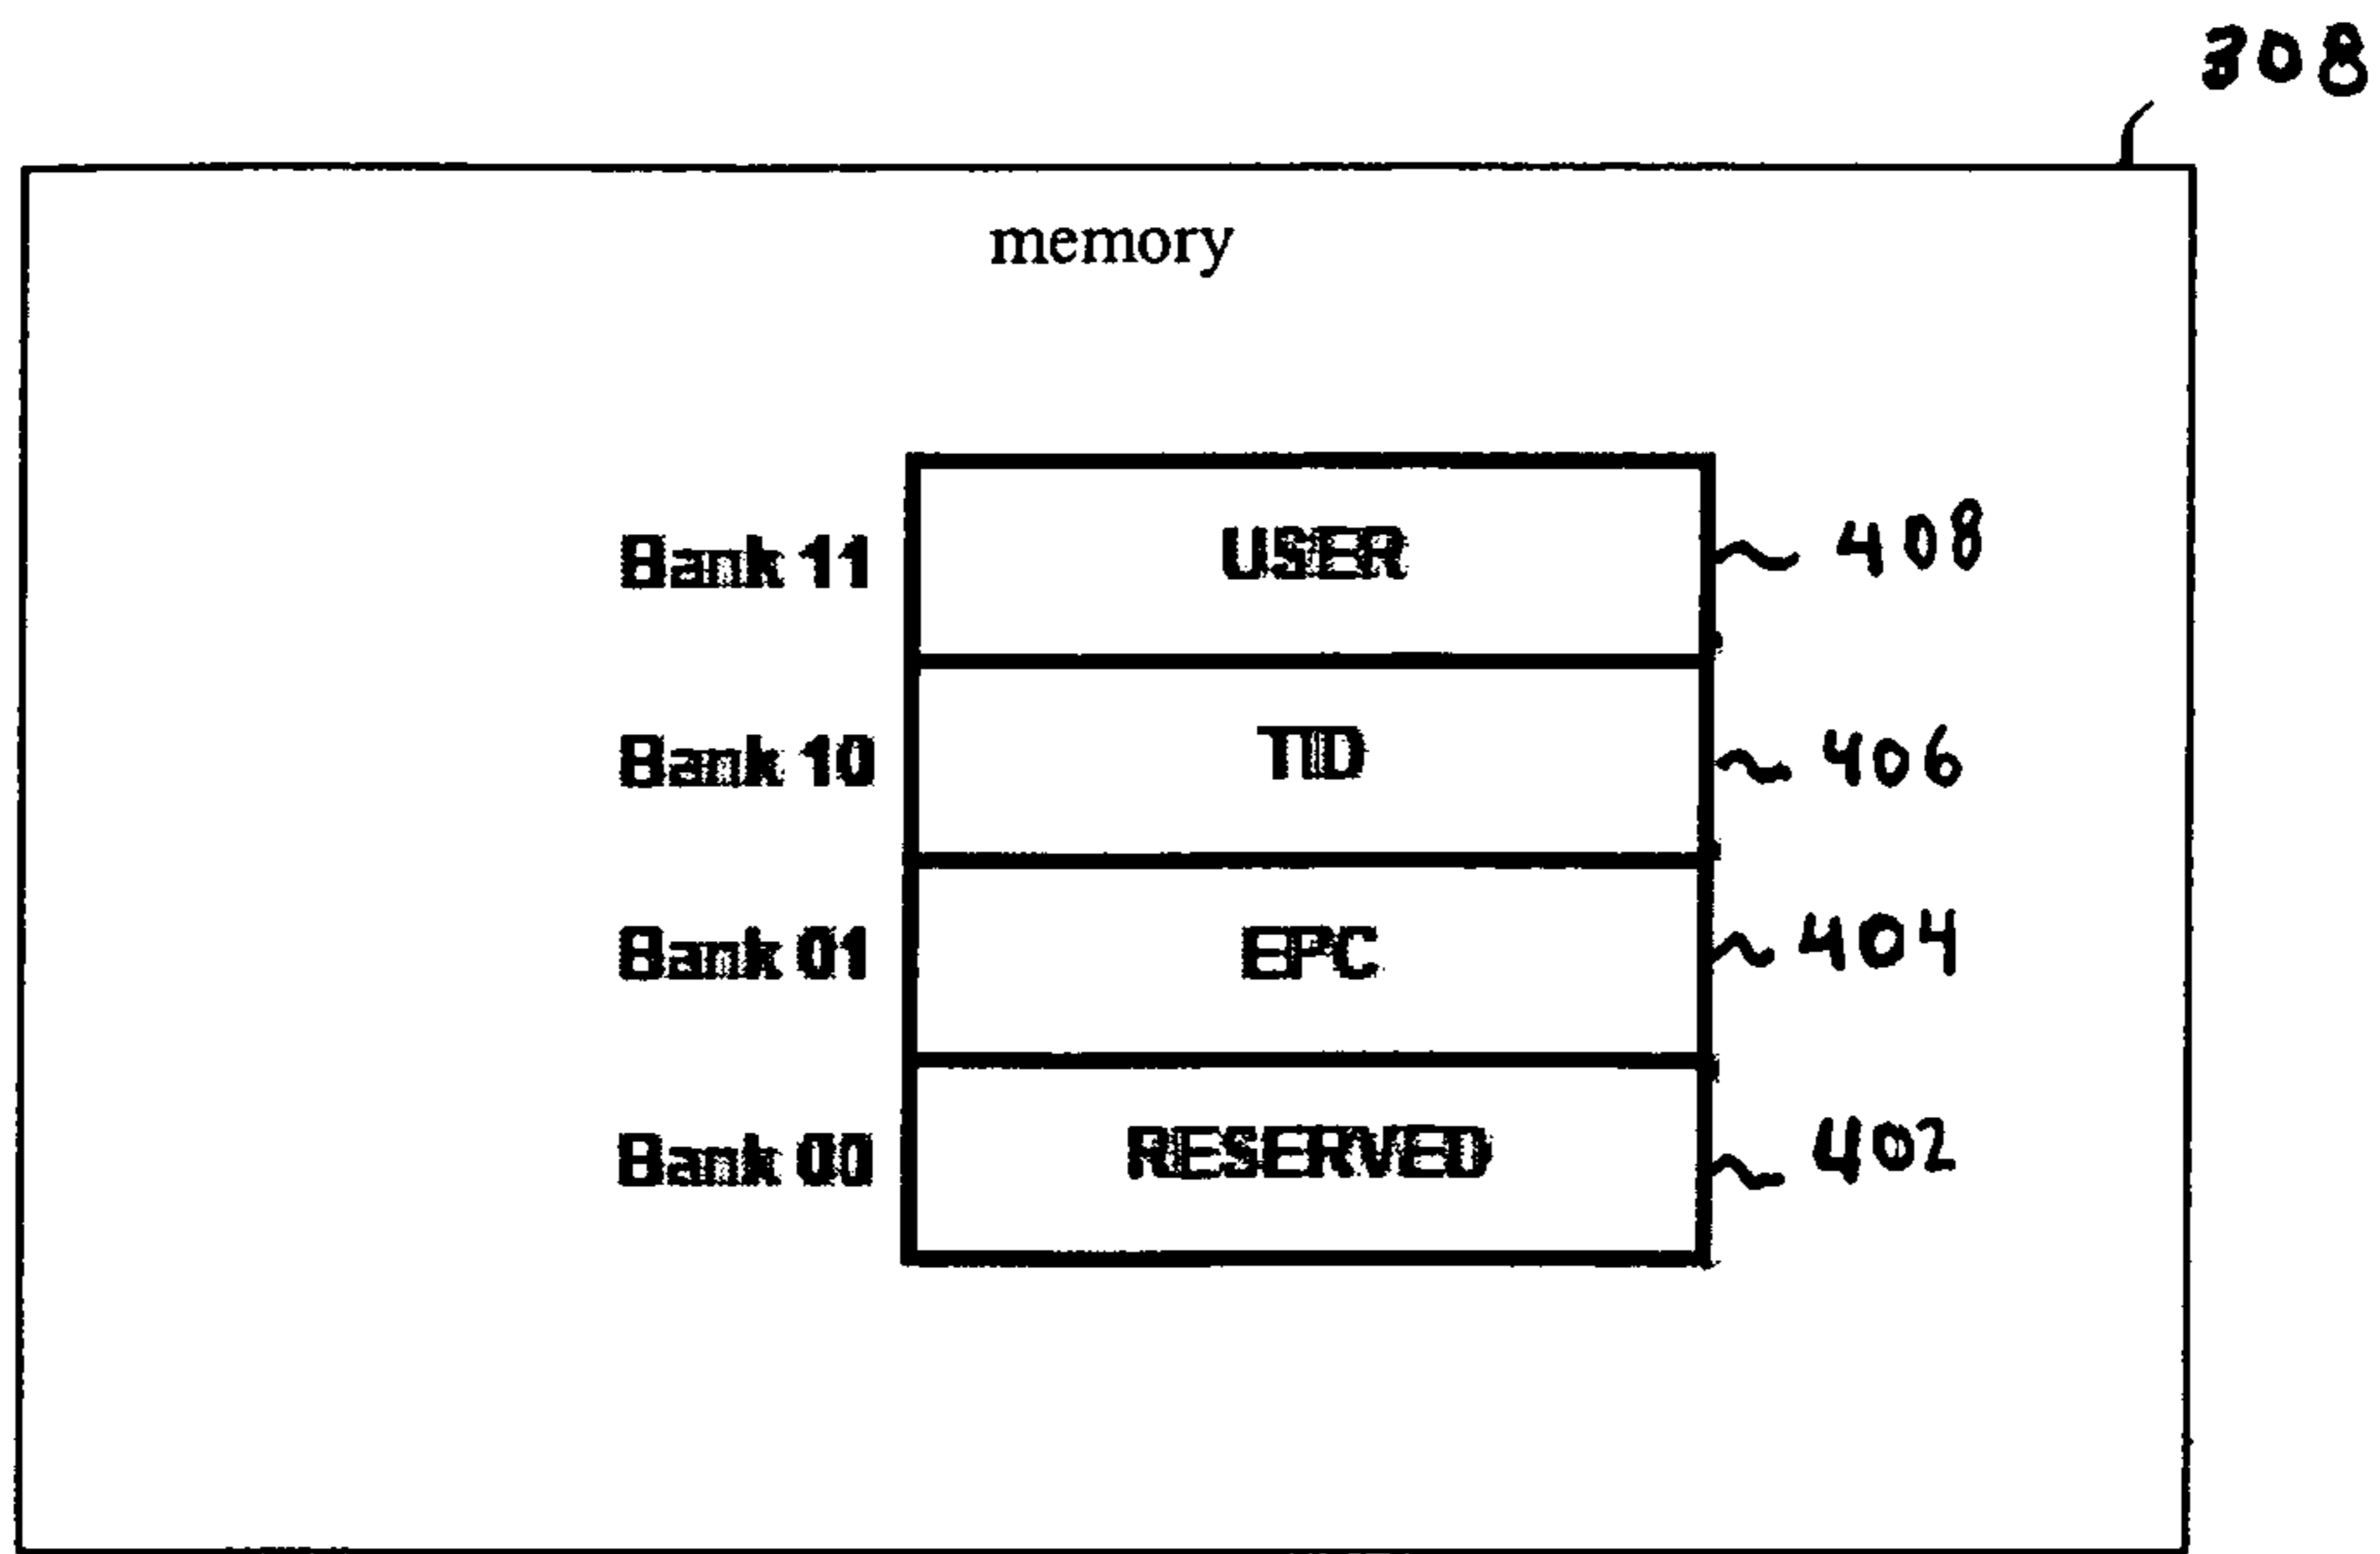 308
memory
Bank 11 USER 408
Bank 10 TID 406
Bank 01 EPC 404
Bank 00 RESERVED 402